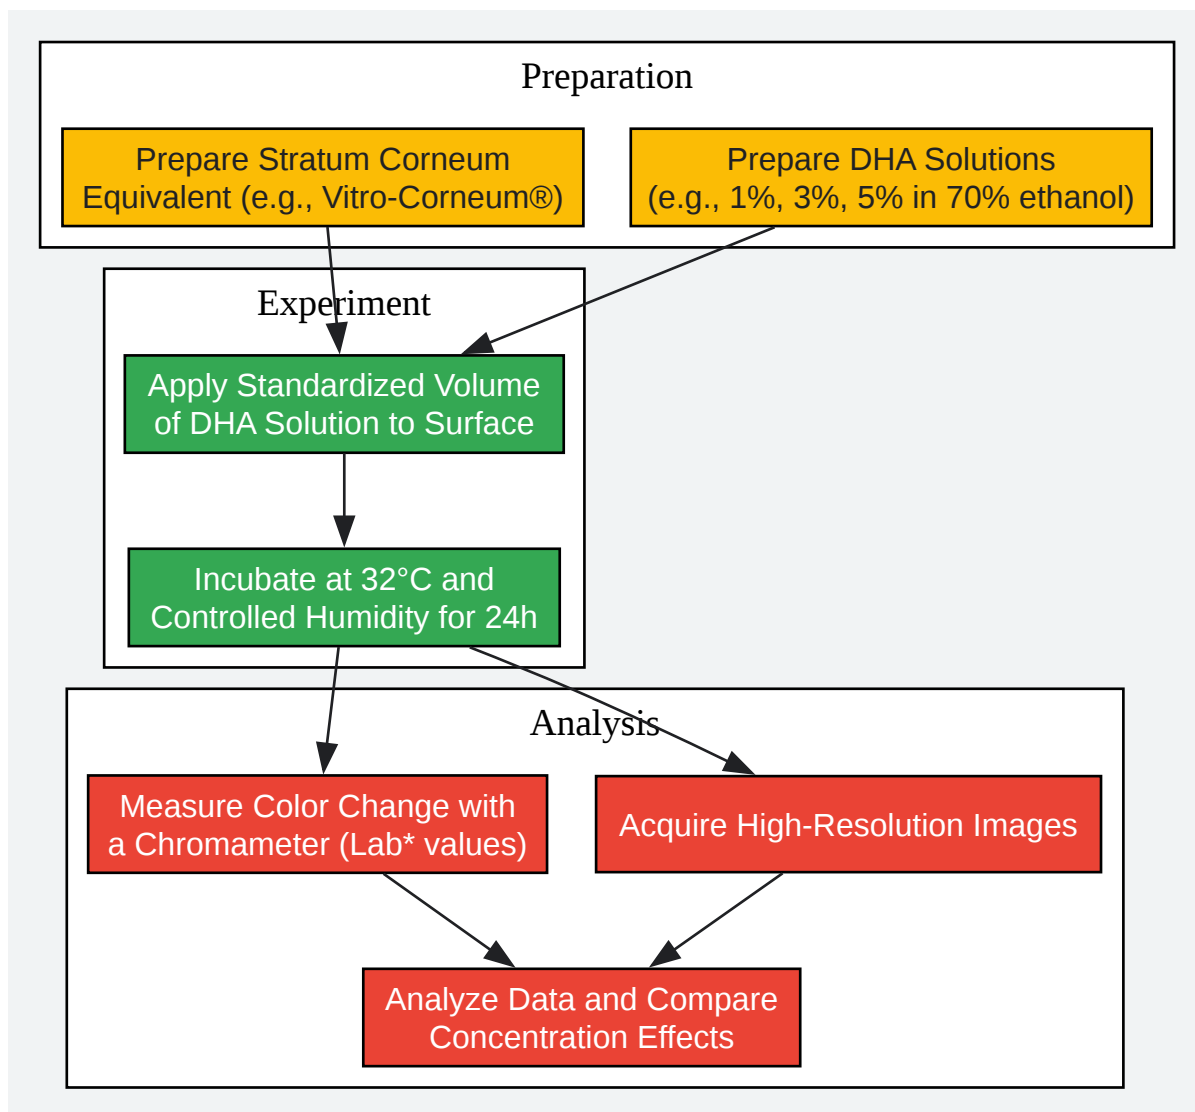 Preparation
Prepare Stratum Corneum
Equivalent (e.g., Vitro-Corneum®)
Prepare DHA Solutions
(e.g., 1%, 3%, 5% in 70% ethanol)
Experiment
Apply Standardized Volume
of DHA Solution to Surface
Incubate at 32°C and
Controlled Humidity for 24h
Analysis
Measure Color Change with
a Chromameter (Lab* values)
Acquire High-Resolution Images
Analyze Data and Compare
Concentration Effects